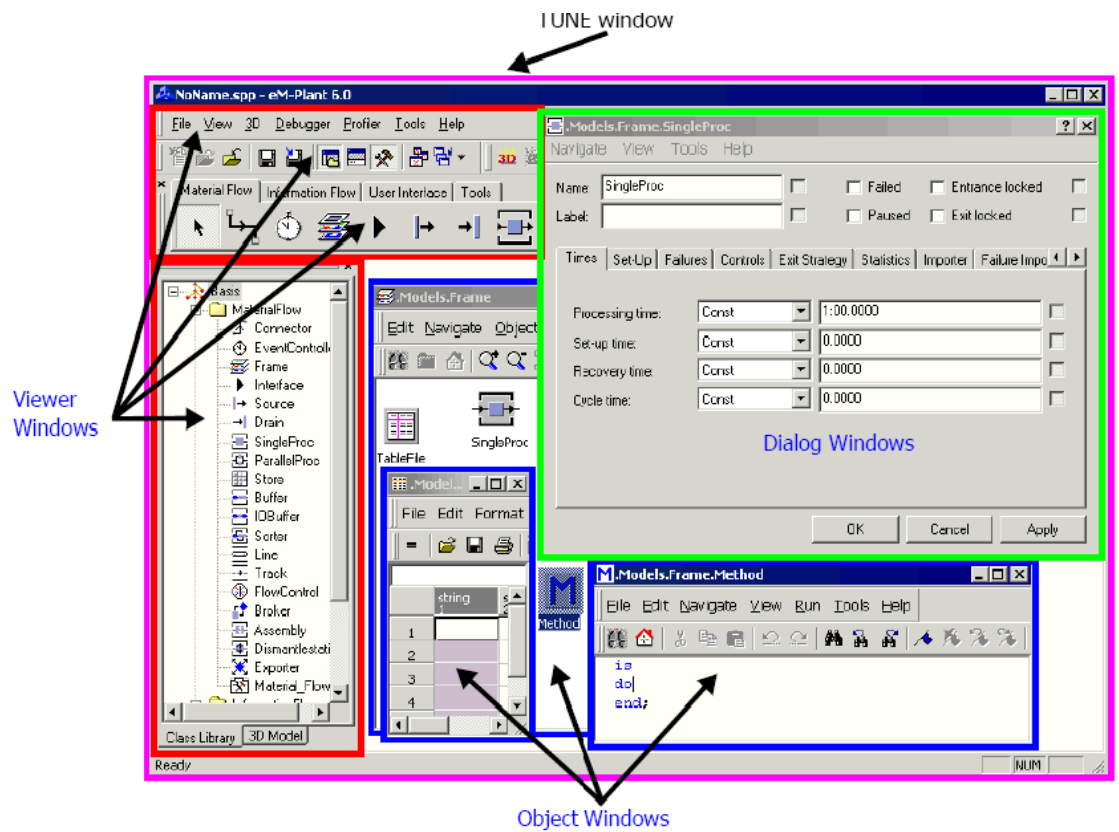 TUNE window
NoName.spp - eM-Plant 6.0
File View 3D Debugger Profiler Tools Help
3D
Material Flow Information Flow User Interface Tools
.Models.Frame.SingleProc
Navigate View Tools Help
Name: SingleProc Failed Entrance locked
Label: Paused Exit locked
Times Set-Up Failures Controls Exit Strategy Statistics Importer Failure Impo
Processing time: Const 1:00.0000
Set-up time: Const 0.0000
Recovery time: Const 0.0000
Cycle time: Const 0.0000
Dialog Windows
OK Cancel Apply
Viewer
Windows
Basis
MaterialFlow
Connector
EventControlle
Frame
Interface
Source
Drain
SingleProc
ParallelProc
Store
Buffer
IOBuffer
Sorter
Line
Track
FlowControl
Broker
Assembly
Dismantlestati
Exporter
Material_Flow
Class Library 3D Model
Ready
NUM
.Models.Frame
Edit Navigate Object
TableFile
SingleProc
.Model...
File Edit Format
=
string
1
1
2
3
4
M
Method
M .Models.Frame.Method
File Edit Navigate View Run Tools Help
is
do
end;
Object Windows